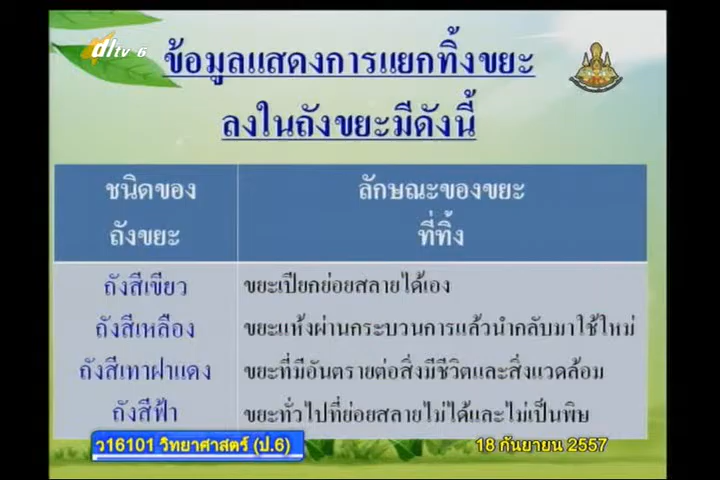 dltv 6
ข้อมูลแสดงการแยกทิ้งขยะ
ลงในถังขยะมีดังนี้
ชนิดของ ลักษณะของขยะ
ถังขยะ ที่ทิ้ง
ถังสีเขียว ขยะเปียกย่อยสลายได้เอง
ถังสีเหลือง ขยะแห้งผ่านกระบวนการแล้วนำกลับมาใช้ใหม่
ถังสีเทาฝาแดง ขยะที่มีอันตรายต่อสิ่งมีชีวิตและสิ่งแวดล้อม
ถังสีฟ้า ขยะทั่วไปที่ย่อยสลายไม่ได้และไม่เป็นพิษ
ว16101 วิทยาศาสตร์ (ป.6) 18 กันยายน 2557